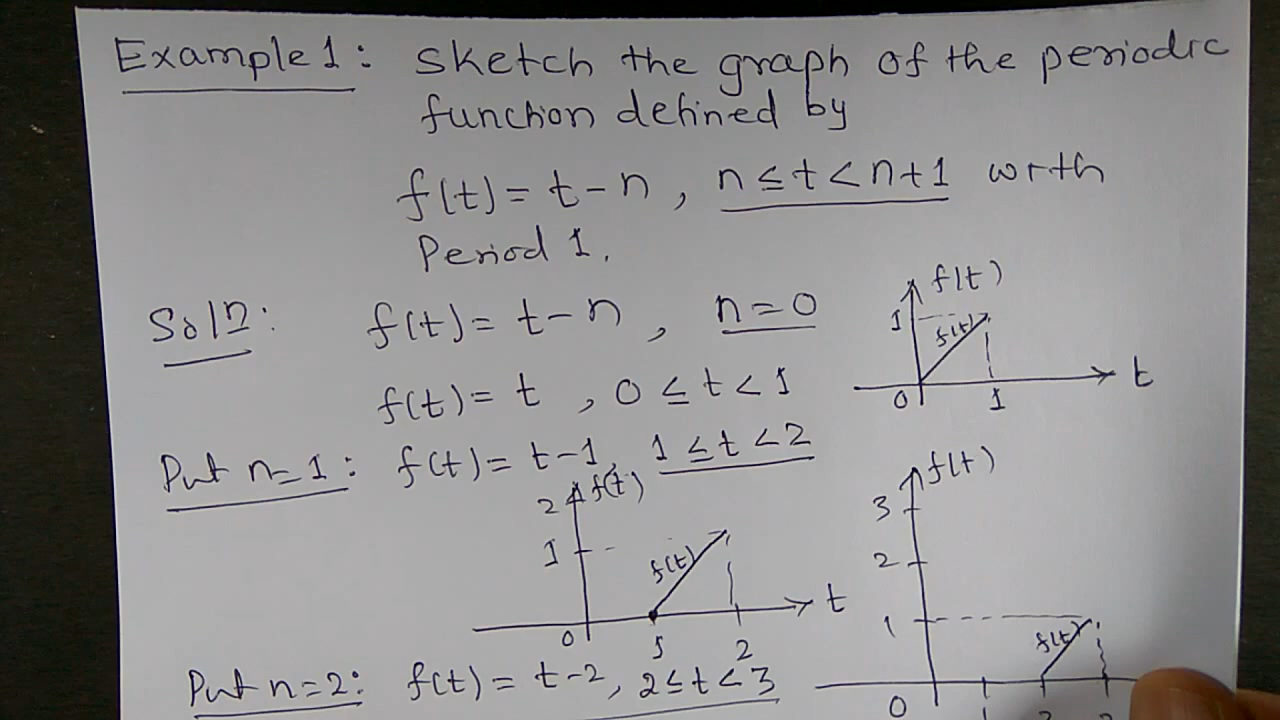 Example 1: Sketch the graph of the periodic
function defined by
f(t) = t - n, n ≤ t < n+1 with
Period 1.
Soln: f(t) = t - n, n = 0
f(t)
1
f(t)
0
1
t
f(t) = t, 0 ≤ t < 1
Put n=1: f(t) = t-1, 1 ≤ t < 2
2
f(t)
1
f(t)
0
1
2
t
f(t)
3
2
1
f(t)
0
1
2
3
Put n=2: f(t) = t-2, 2 ≤ t < 3